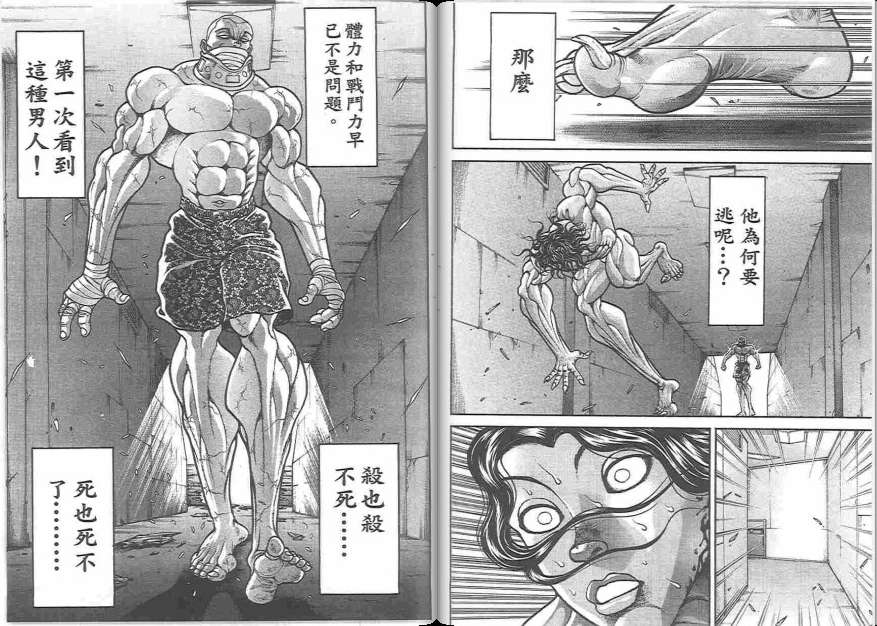 那麼
他為何要
逃呢…？
體力和戰鬥力早
已不是問題。
第一次看到
這種男人！
殺也殺
不死……
死也死不
了………